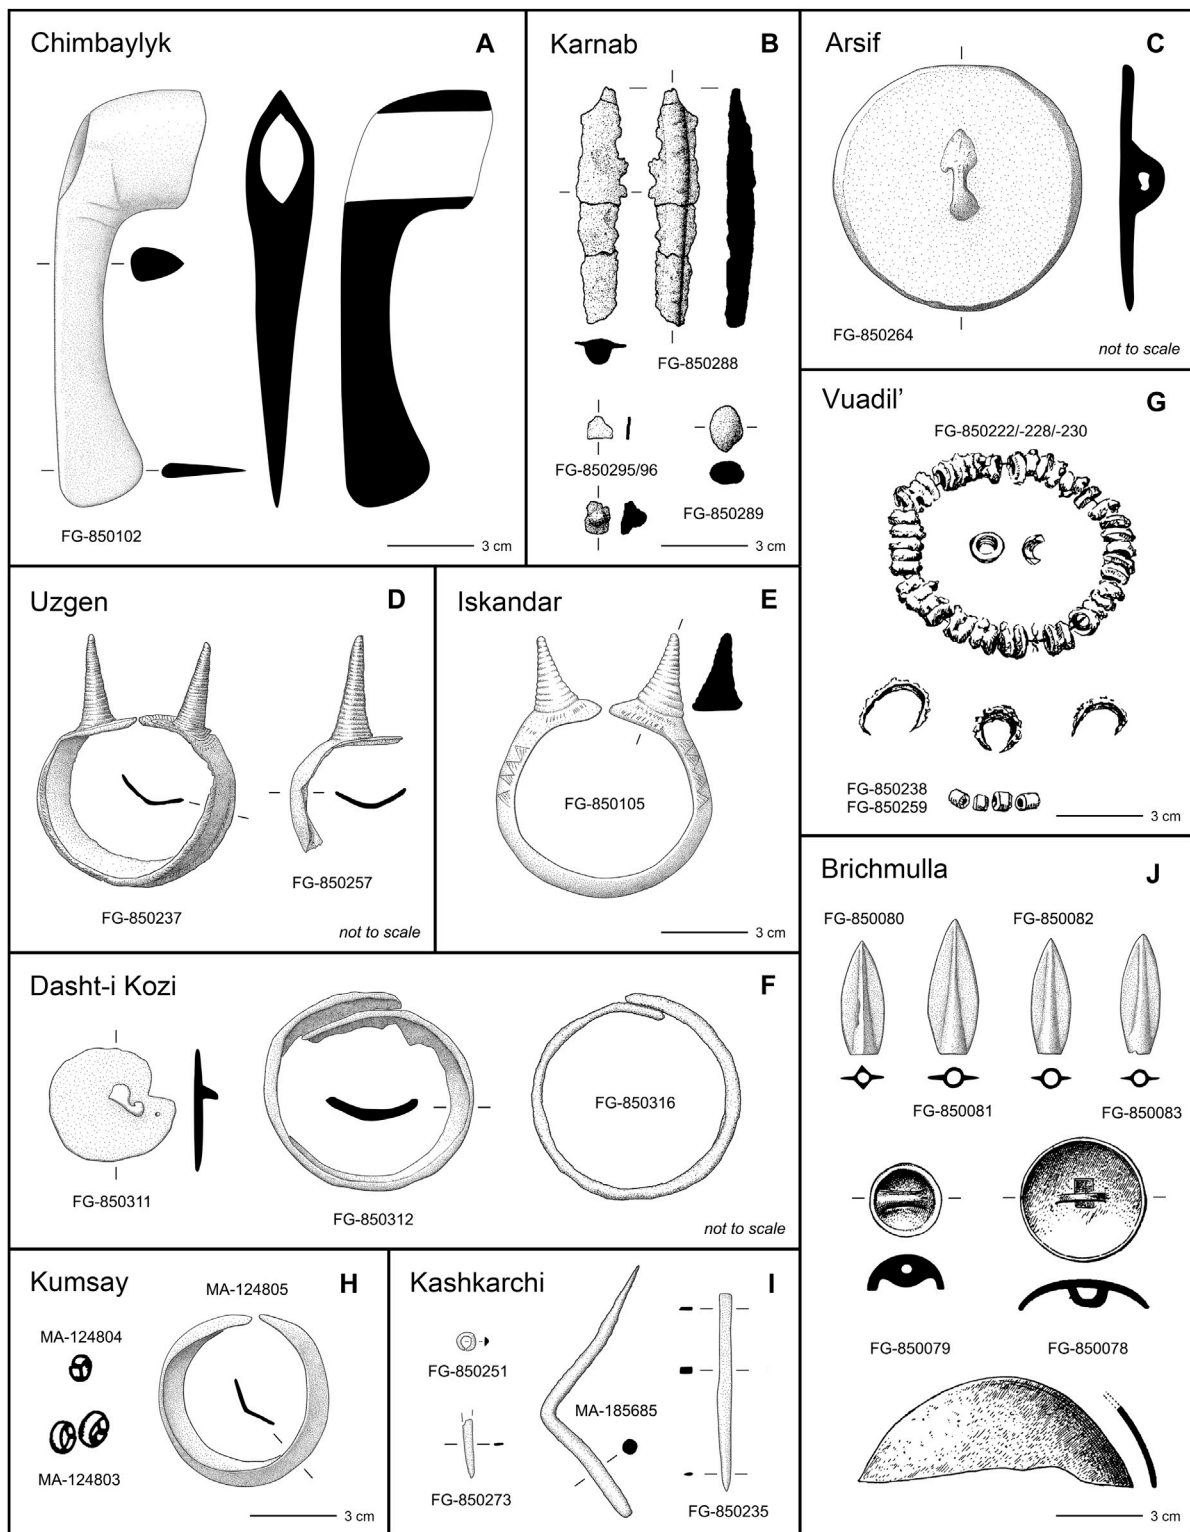 Chimbaylyk
A
FG-850102
3 cm
Karnab
B
FG-850288
FG-850295/96
FG-850289
3 cm
Arsif
C
FG-850264
not to scale
Vuadil’
G
FG-850222/-228/-230
FG-850238
FG-850259
3 cm
Uzgen
D
FG-850257
FG-850237
not to scale
Iskandar
E
FG-850105
3 cm
Dasht-i Kozi
F
FG-850316
FG-850311
FG-850312
not to scale
Brichmulla
J
FG-850080
FG-850082
FG-850081
FG-850083
FG-850079
FG-850078
3 cm
Kumsay
H
MA-124805
MA-124804
MA-124803
3 cm
Kashkarchi
I
FG-850251
MA-185685
FG-850273
FG-850235